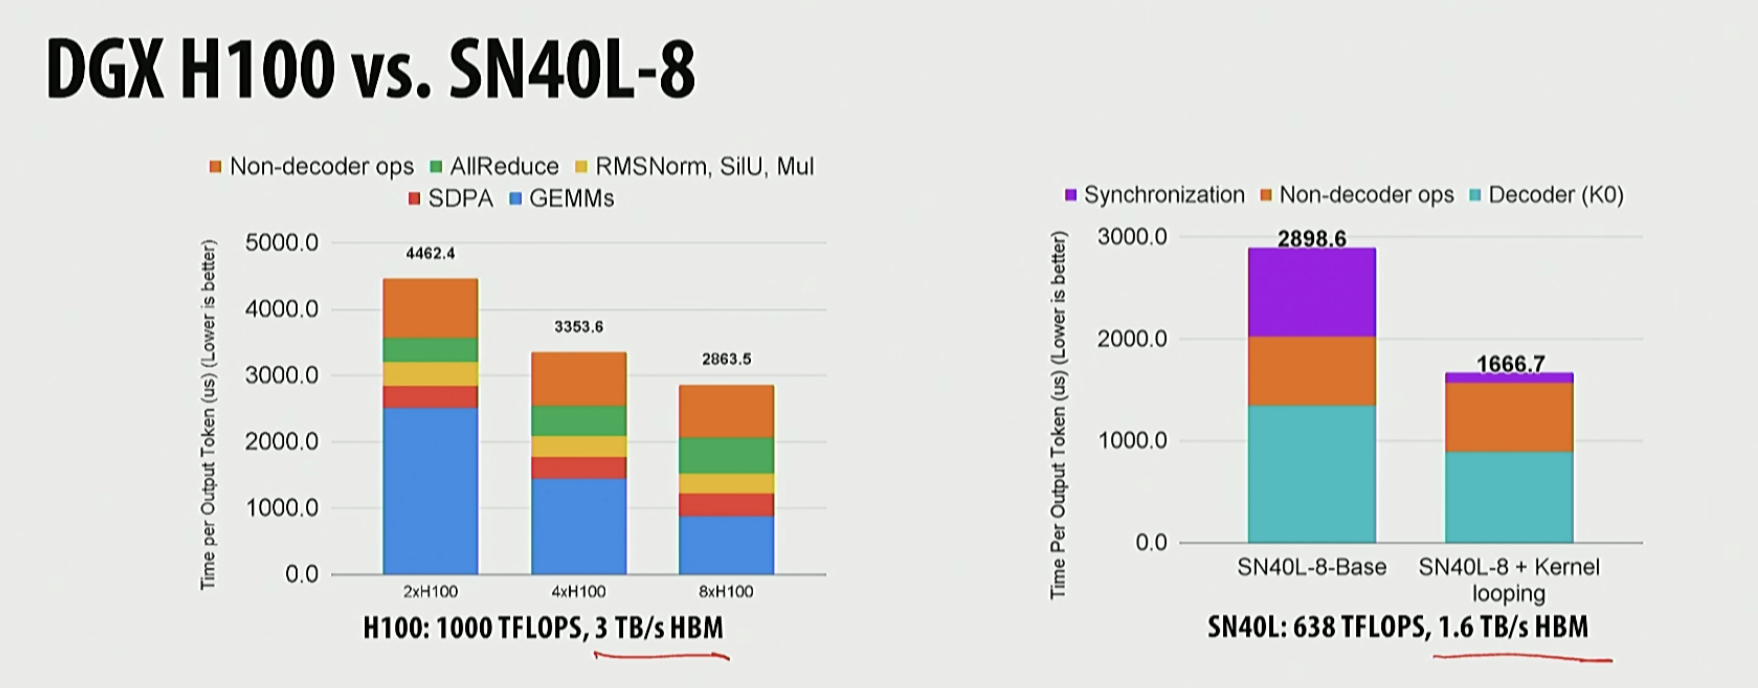 DGX H100 vs. SN40L-8
Non-decoder ops AllReduce RMSNorm, SilU, Mul
SDPA GEMMs
Time per Output Token (us) (Lower is better)
5000.0
4000.0
3000.0
2000.0
1000.0
0.0
4462.4
3353.6
2863.5
2xH100 4xH100 8xH100
H100: 1000 TFLOPS, 3 TB/s HBM
Synchronization Non-decoder ops Decoder (K0)
Time Per Output Token (us) (Lower is better)
3000.0
2000.0
1000.0
0.0
2898.6
1666.7
SN40L-8-Base SN40L-8 + Kernel
looping
SN40L: 638 TFLOPS, 1.6 TB/s HBM